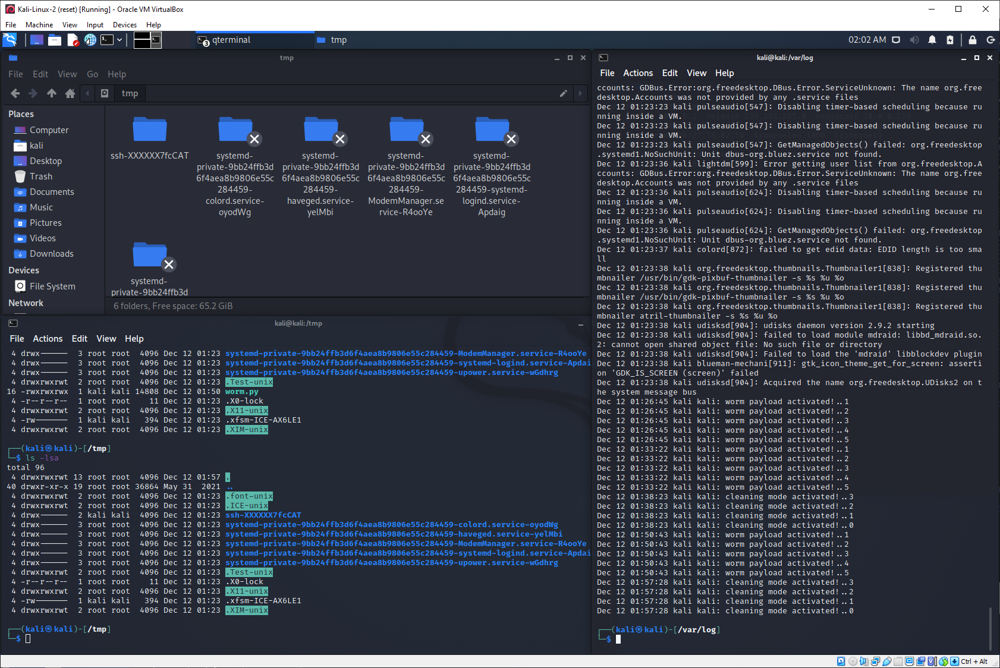 Kali-Linux-2 (reset) [Running] - Oracle VM VirtualBox
File Machine View Input Devices Help
qterminal
3
tmp
02:02 AM
tmp
File Edit View Go Help
tmp
Places
Computer
kali
Desktop
Trash
Documents
Music
Pictures
Videos
Downloads
Devices
File System
Network
ssh-XXXXXX7fcCAT
systemd-
private-9bb24ffb3d
6f4aea8b9806e55c
284459-
colord.service-
oyodWg
systemd-
private-9bb24ffb3d
6f4aea8b9806e55c
284459-
haveged.service-
yelMbi
systemd-
private-9bb24ffb3d
6f4aea8b9806e55c
284459-
ModemManager.se
rvice-R4ooYe
systemd-
private-9bb24ffb3d
6f4aea8b9806e55c
284459-systemd-
logind.service-
Apdaig
systemd-
private-9bb24ffb3d
6 folders, Free space: 65.2 GiB
kali@kali: /tmp
File Actions Edit View Help
4 drwx------ 3 root root 4096 Dec 12 01:23 systemd-private-9bb24ffb3d6f4aea8b9806e55c284459-ModemManager.service-R4ooYe
4 drwx------ 3 root root 4096 Dec 12 01:23 systemd-private-9bb24ffb3d6f4aea8b9806e55c284459-systemd-logind.service-Apdai
4 drwx------ 3 root root 4096 Dec 12 01:23 systemd-private-9bb24ffb3d6f4aea8b9806e55c284459-upower.service-wGdhrg
4 drwxrwxrwt 2 root root 4096 Dec 12 01:23 .Test-unix
16 -rwxrwxrwx 1 kali kali 14808 Dec 12 01:50 worm.py
4 -r--r--r-- 1 root root 11 Dec 12 01:23 .X0-lock
4 drwxrwxrwt 2 root root 4096 Dec 12 01:23 .X11-unix
4 -rw------- 1 kali kali 394 Dec 12 01:23 .xfsm-ICE-AX6LE1
4 drwxrwxrwt 2 root root 4096 Dec 12 01:23 .XIM-unix
┌──(kali㉿kali)-[/tmp]
└─$ ls -lsa
total 96
4 drwxrwxrwt 13 root root 4096 Dec 12 01:57 .
40 drwxr-xr-x 19 root root 36864 May 31 2021 ..
4 drwxrwxrwt 2 root root 4096 Dec 12 01:23 .font-unix
4 drwxrwxrwt 2 root root 4096 Dec 12 01:23 .ICE-unix
4 drwx------ 2 kali kali 4096 Dec 12 01:23 ssh-XXXXXX7fcCAT
4 drwx------ 3 root root 4096 Dec 12 01:23 systemd-private-9bb24ffb3d6f4aea8b9806e55c284459-colord.service-oyodWg
4 drwx------ 3 root root 4096 Dec 12 01:23 systemd-private-9bb24ffb3d6f4aea8b9806e55c284459-haveged.service-yelMbi
4 drwx------ 3 root root 4096 Dec 12 01:23 systemd-private-9bb24ffb3d6f4aea8b9806e55c284459-ModemManager.service-R4ooYe
4 drwx------ 3 root root 4096 Dec 12 01:23 systemd-private-9bb24ffb3d6f4aea8b9806e55c284459-systemd-logind.service-Apdai
4 drwx------ 3 root root 4096 Dec 12 01:23 systemd-private-9bb24ffb3d6f4aea8b9806e55c284459-upower.service-wGdhrg
4 drwxrwxrwt 2 root root 4096 Dec 12 01:23 .Test-unix
4 -r--r--r-- 1 root root 11 Dec 12 01:23 .X0-lock
4 drwxrwxrwt 2 root root 4096 Dec 12 01:23 .X11-unix
4 -rw------- 1 kali kali 394 Dec 12 01:23 .xfsm-ICE-AX6LE1
4 drwxrwxrwt 2 root root 4096 Dec 12 01:23 .XIM-unix
┌──(kali㉿kali)-[/tmp]
└─$
kali@kali: /var/log
File Actions Edit View Help
ccounts: GDBus.Error:org.freedesktop.DBus.Error.ServiceUnknown: The name org.free
desktop.Accounts was not provided by any .service files
Dec 12 01:23:23 kali pulseaudio[547]: Disabling timer-based scheduling because ru
nning inside a VM.
Dec 12 01:23:23 kali pulseaudio[547]: Disabling timer-based scheduling because ru
nning inside a VM.
Dec 12 01:23:23 kali pulseaudio[547]: GetManagedObjects() failed: org.freedesktop
.systemd1.NoSuchUnit: Unit dbus-org.bluez.service not found.
Dec 12 01:23:36 kali lightdm[599]: Error getting user list from org.freedesktop.A
ccounts: GDBus.Error:org.freedesktop.DBus.Error.ServiceUnknown: The name org.free
desktop.Accounts was not provided by any .service files
Dec 12 01:23:36 kali pulseaudio[624]: Disabling timer-based scheduling because ru
nning inside a VM.
Dec 12 01:23:36 kali pulseaudio[624]: Disabling timer-based scheduling because ru
nning inside a VM.
Dec 12 01:23:36 kali pulseaudio[624]: GetManagedObjects() failed: org.freedesktop
.systemd1.NoSuchUnit: Unit dbus-org.bluez.service not found.
Dec 12 01:23:37 kali colord[872]: failed to get edid data: EDID length is too sma
ll
Dec 12 01:23:38 kali org.freedesktop.thumbnails.Thumbnailer1[838]: Registered thu
mbnailer /usr/bin/gdk-pixbuf-thumbnailer -s %s %u %o
Dec 12 01:23:38 kali org.freedesktop.thumbnails.Thumbnailer1[838]: Registered thu
mbnailer /usr/bin/gdk-pixbuf-thumbnailer -s %s %u %o
Dec 12 01:23:38 kali org.freedesktop.thumbnails.Thumbnailer1[838]: Registered thu
mbnailer atril-thumbnailer -s %s %u %o
Dec 12 01:23:38 kali udisksd[904]: udisks daemon version 2.9.2 starting
Dec 12 01:23:38 kali udisksd[904]: failed to load module mdraid: libbd_mdraid.so.
2: cannot open shared object file: No such file or directory
Dec 12 01:23:38 kali udisksd[904]: Failed to load the 'mdraid' libblockdev plugin
Dec 12 01:23:38 kali blueman-mechani[911]: gtk_icon_theme_get_for_screen: asserti
on 'GDK_IS_SCREEN (screen)' failed
Dec 12 01:23:38 kali udisksd[904]: Acquired the name org.freedesktop.UDisks2 on t
he system message bus
Dec 12 01:26:45 kali kali: worm payload activated!..1
Dec 12 01:26:45 kali kali: worm payload activated!..2
Dec 12 01:26:45 kali kali: worm payload activated!..3
Dec 12 01:26:45 kali kali: worm payload activated!..4
Dec 12 01:26:45 kali kali: worm payload activated!..5
Dec 12 01:33:22 kali kali: worm payload activated!..1
Dec 12 01:33:22 kali kali: worm payload activated!..2
Dec 12 01:33:22 kali kali: worm payload activated!..3
Dec 12 01:33:22 kali kali: worm payload activated!..4
Dec 12 01:33:22 kali kali: worm payload activated!..5
Dec 12 01:38:23 kali kali: cleaning mode activated!..3
Dec 12 01:38:23 kali kali: cleaning mode activated!..2
Dec 12 01:38:23 kali kali: cleaning mode activated!..1
Dec 12 01:38:23 kali kali: cleaning mode activated!..0
Dec 12 01:50:43 kali kali: worm payload activated!..1
Dec 12 01:50:43 kali kali: worm payload activated!..2
Dec 12 01:50:43 kali kali: worm payload activated!..3
Dec 12 01:50:43 kali kali: worm payload activated!..4
Dec 12 01:50:43 kali kali: worm payload activated!..5
Dec 12 01:57:28 kali kali: cleaning mode activated!..3
Dec 12 01:57:28 kali kali: cleaning mode activated!..2
Dec 12 01:57:28 kali kali: cleaning mode activated!..1
Dec 12 01:57:28 kali kali: cleaning mode activated!..0
┌──(kali㉿kali)-[/var/log]
└─$
Ctrl + Alt